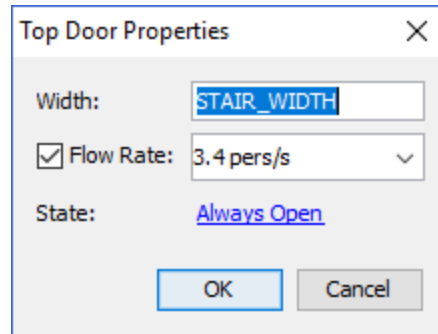 Top Door Properties
Width: STAIR_WIDTH
Flow Rate: 3.4 pers/s
State: Always Open
OK Cancel